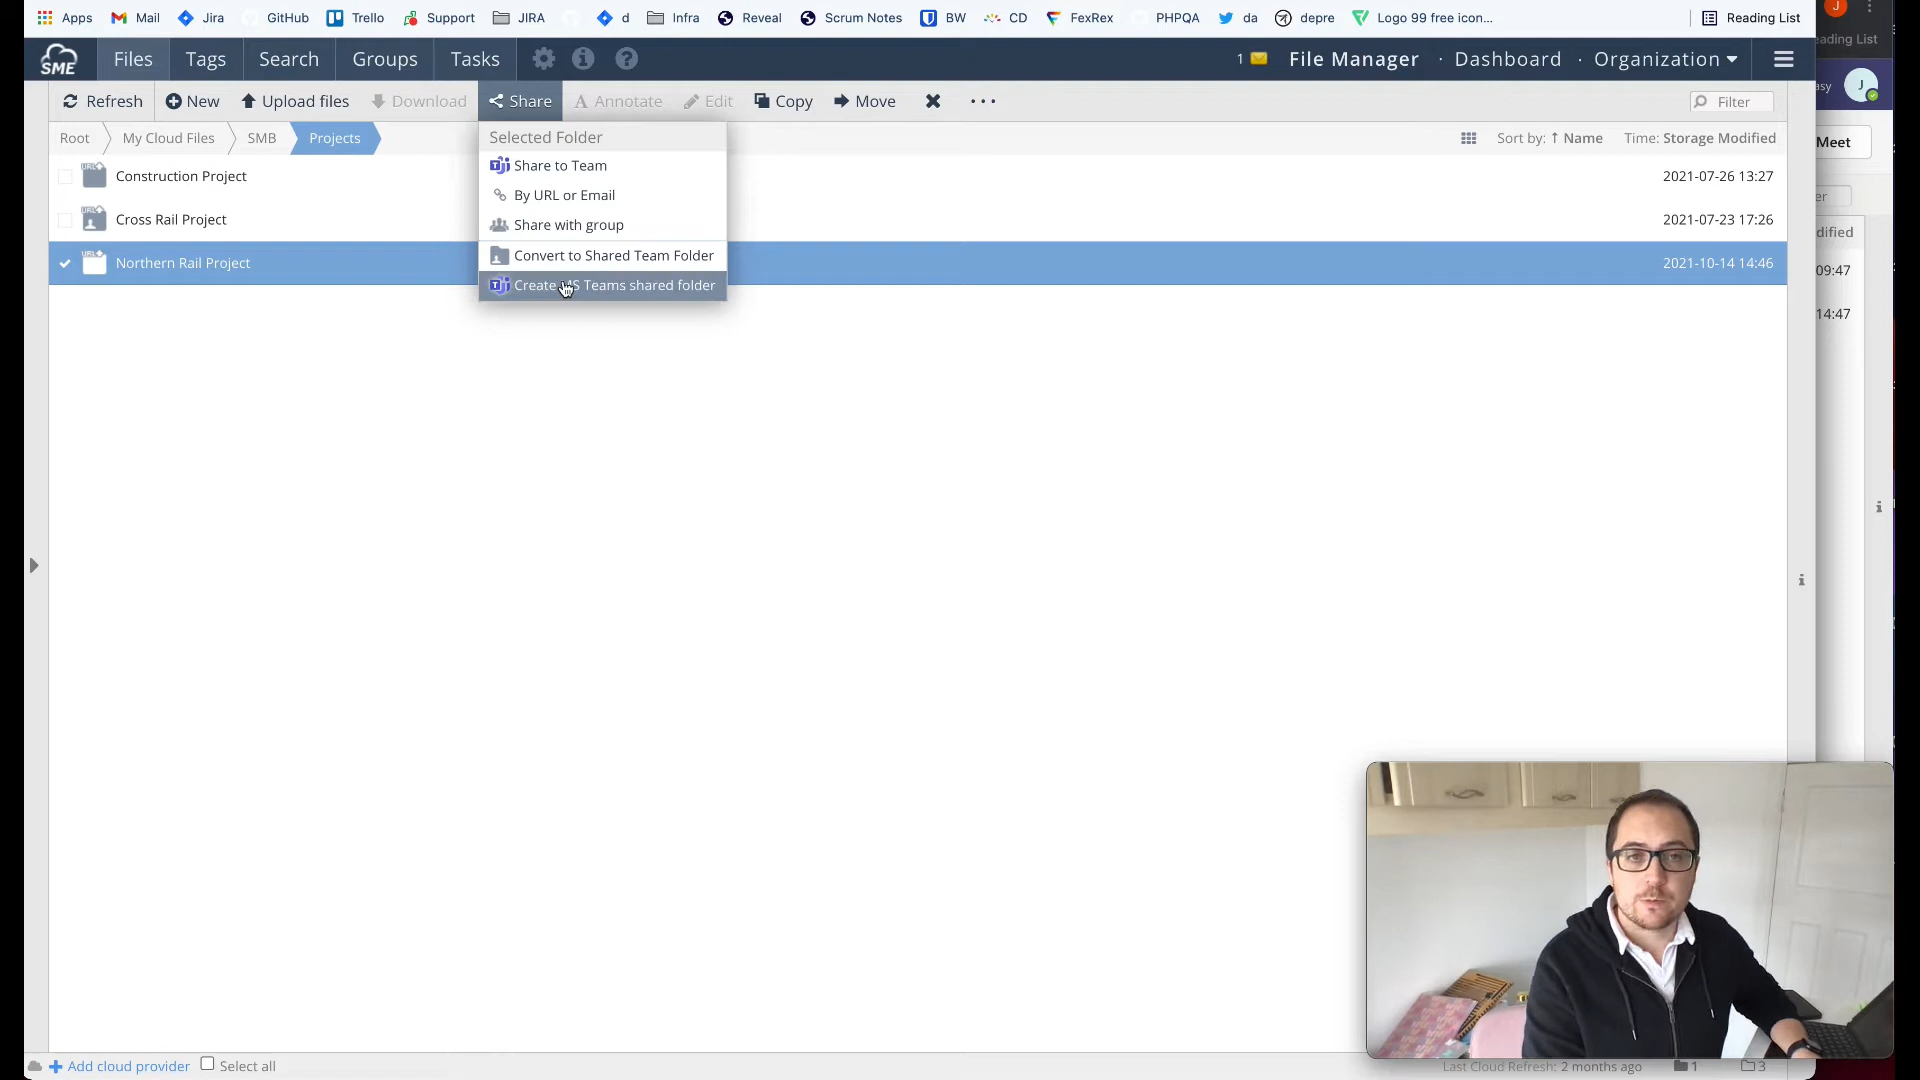 Apps Mail Jira GitHub Trello Support JIRA d Infra Reveal Scrum Notes BW CD FexRex PHPQA da depre Logo 99 free icon... Reading List
J
eading List
SME Files Tags Search Groups Tasks 1 File Manager · Dashboard · Organization
asy J
Refresh New Upload files Download Share Annotate Edit Copy Move Filter
Root My Cloud Files SMB Projects Sort by: ↑ Name Time: Storage Modified
Meet
Selected Folder
Share to Team
By URL or Email
Share with group
Convert to Shared Team Folder
Create MS Teams shared folder
Construction Project 2021-07-26 13:27
Cross Rail Project 2021-07-23 17:26
Northern Rail Project 2021-10-14 14:46
er
dified
09:47
14:47
Add cloud provider Select all Last Cloud Refresh: 2 months ago 1 3